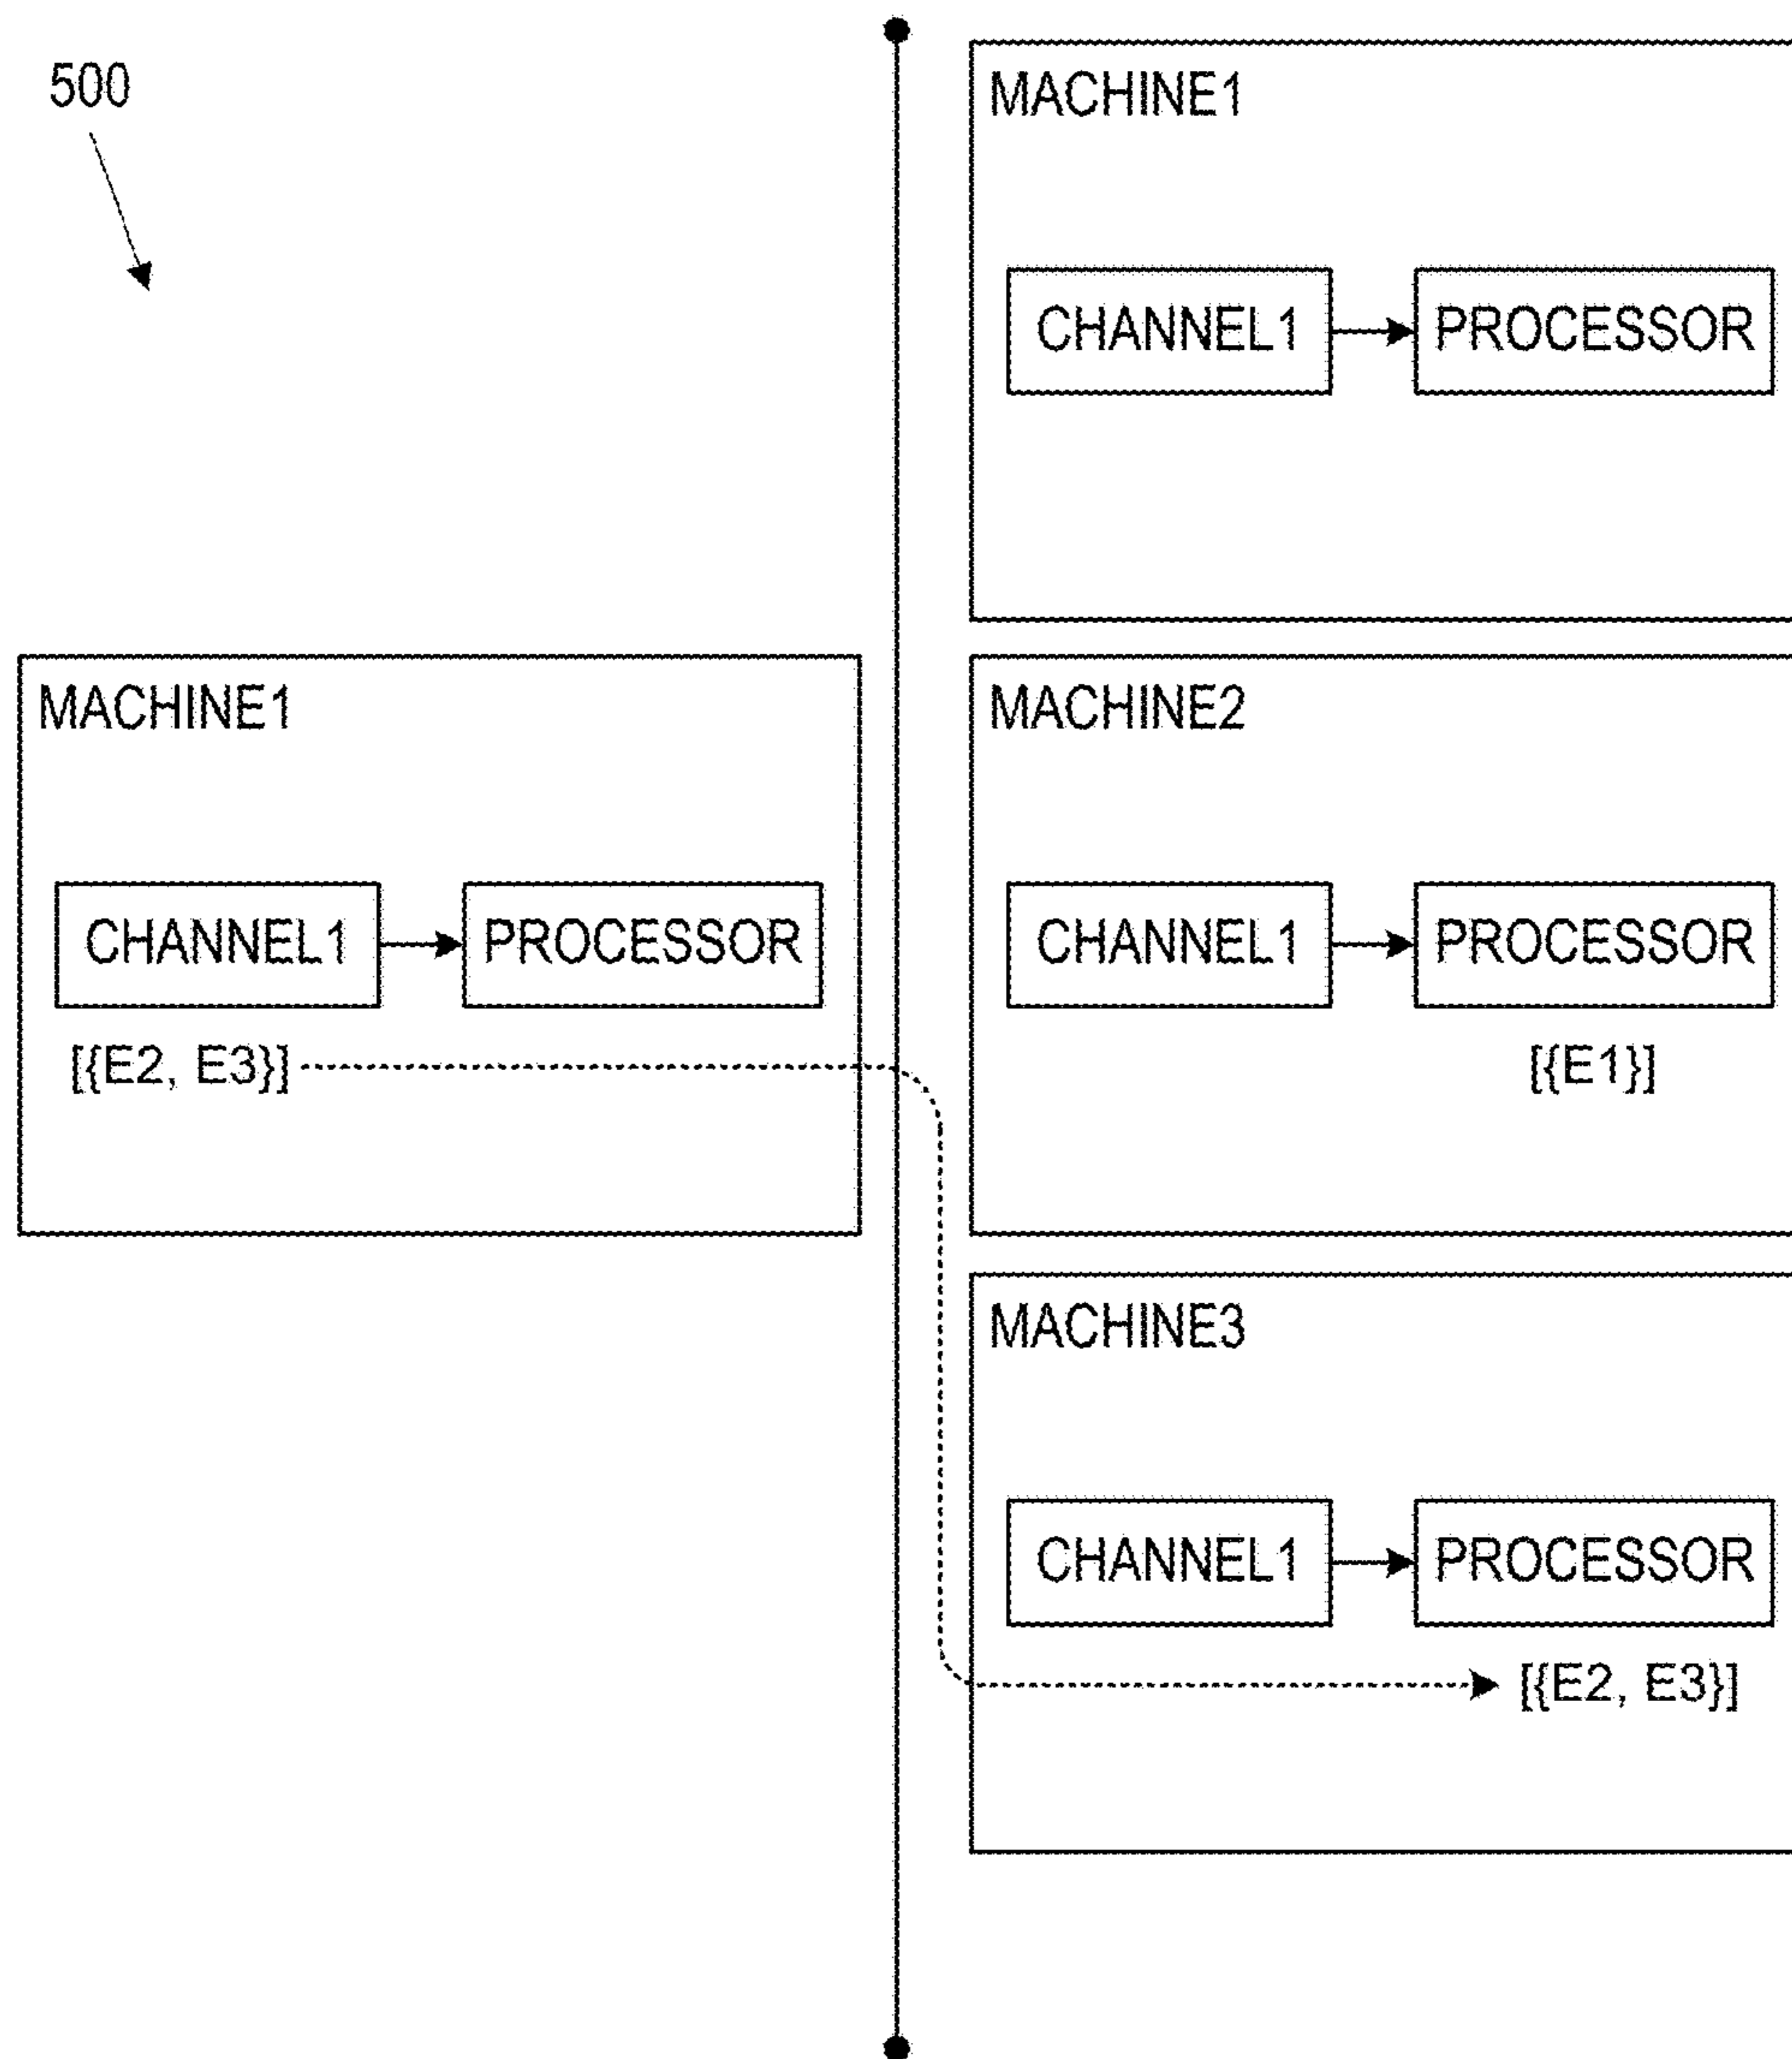 500
MACHINE1
CHANNEL1
PROCESSOR
[{E2, E3}]
MACHINE1
CHANNEL1
PROCESSOR
MACHINE2
CHANNEL1
PROCESSOR
[{E1}]
MACHINE3
CHANNEL1
PROCESSOR
[{E2, E3}]